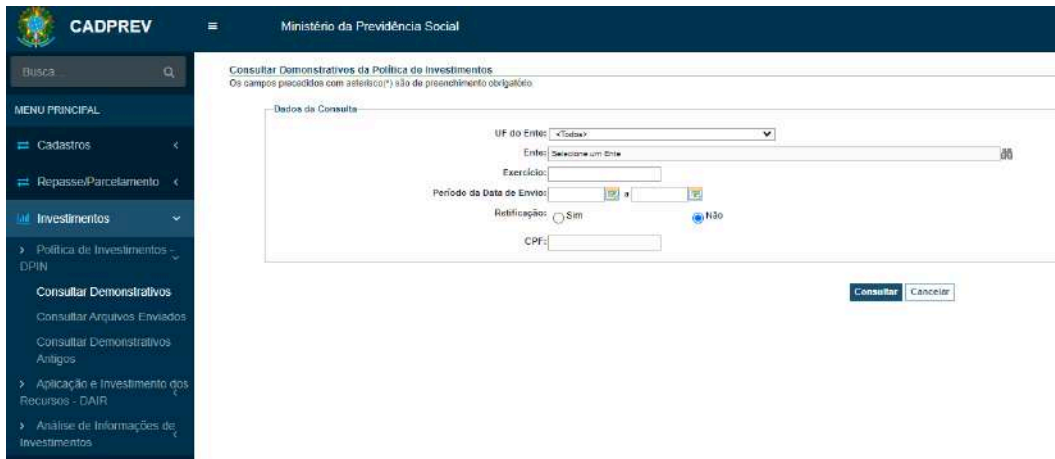 CADPREV
Ministério da Previdência Social
Busca...
MENU PRINCIPAL
Cadastros
Repasse/Parcelamento
Investimentos
Política de Investimentos -
DPIN
Consultar Demonstrativos
Consultar Arquivos Enviados
Consultar Demonstrativos
Antigos
Aplicação e Investimento dos
Recursos - DAIR
Análise de Informações de
Investimentos
Consultar Demonstrativos da Política de Investimentos
Os campos precedidos com asterisco(*) são de preenchimento obrigatório.
Dados da Consulta
UF do Ente: <Todas>
Ente: Selecione um Ente
Exercício:
Período da Data de Envio: a
Retificação: Sim Não
CPF:
Consultar Cancelar